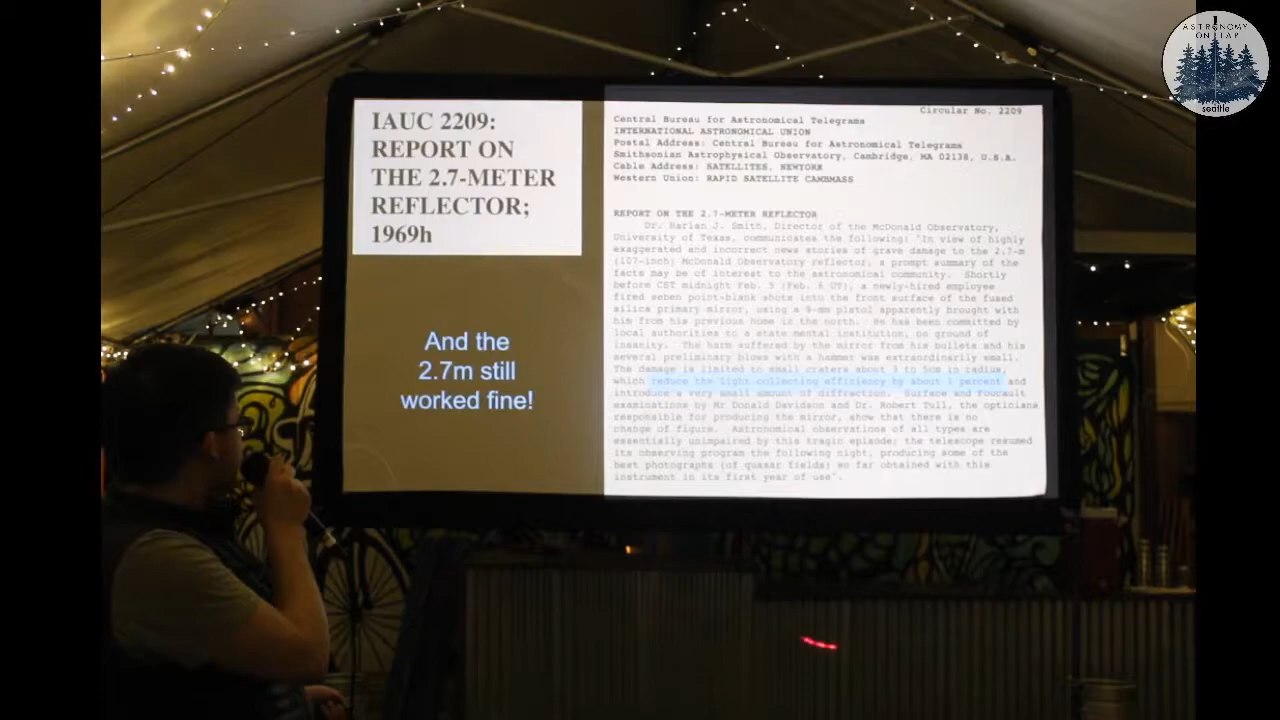 ASTRONOMY
ON TAP
seattle
IAUC 2209:
REPORT ON
THE 2.7-METER
REFLECTOR;
1969h
And the
2.7m still
worked fine!
Circular No. 2209
Central Bureau for Astronomical Telegrams
INTERNATIONAL ASTRONOMICAL UNION
Postal Address: Central Bureau for Astronomical Telegrams
Smithsonian Astrophysical Observatory, Cambridge, MA 02138, U.S.A.
Cable Address: SATELLITES, NEWYORK
Western Union: RAPID SATELLITE CAMBMASS
REPORT ON THE 2.7-METER REFLECTOR
Dr. Harlan J. Smith, Director of the McDonald Observatory,
University of Texas, communicates the following: "In view of highly
exaggerated and incorrect news stories of grave damage to the 2.7-m
(107-inch) McDonald Observatory reflector, a prompt summary of the
facts may be of interest to the astronomical community. Shortly
before CST midnight Feb. 5 (Feb. 6 UT), a newly-hired employee
fired seben point-blank shots into the front surface of the fused
silica primary mirror, using a 9-mm pistol apparently brought with
him from his previous home in the north. He has been committed by
local authorities to a state mental institution, on ground of
insanity. The harm suffered by the mirror from his bullets and his
several preliminary blows with a hammer was extraordinarily small.
The damage is limited to small craters about 3 to 5cm in radius,
which reduce the light-collecting efficiency by about 1 percent and
introduce a very small amount of diffraction. Surface and Foucault
examinations by Mr Donald Davidson and Dr. Robert Tull, the opticians
responsible for producing the mirror, show that there is no
change of figure. Astronomical observations of all types are
essentially unimpaired by this tragic episode; the telescope resumed
its observing program the following night, producing some of the
best photographs (of quasar fields) so far obtained with this
instrument in its first year of use".